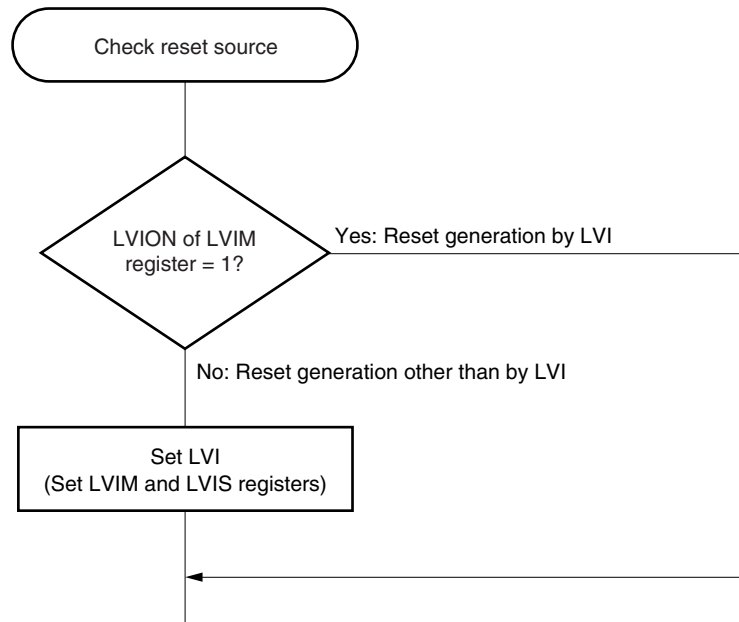 Check reset source
LVION of LVIM
register = 1?
Yes: Reset generation by LVI
No: Reset generation other than by LVI
Set LVI
(Set LVIM and LVIS registers)